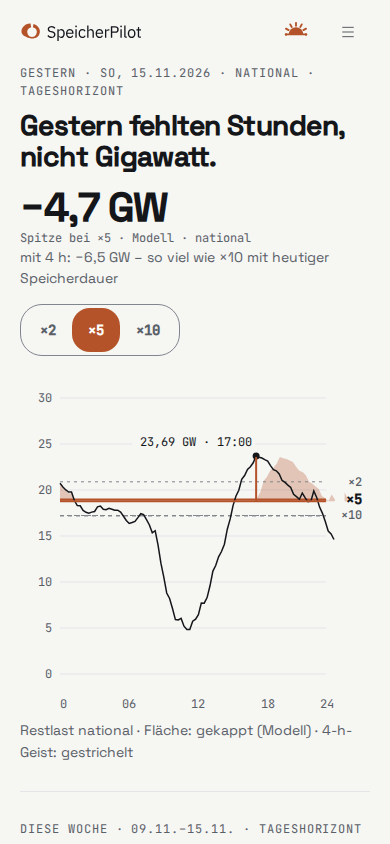 SpeicherPilot
GESTERN · SO, 15.11.2026 · NATIONAL ·
TAGESHORIZONT
Gestern fehlten Stunden,
nicht Gigawatt.
−4,7 GW
Spitze bei ×5 · Modell · national
mit 4 h: −6,5 GW – so viel wie ×10 mit heutiger
Speicherdauer
×2 ×5 ×10
30
25
23,69 GW · 17:00
×2
20
×5
×10
15
10
5
0
0 06 12 18 24
Restlast national · Fläche: gekappt (Modell) · 4-h-
Geist: gestrichelt
DIESE WOCHE · 09.11.–15.11. · TAGESHORIZONT